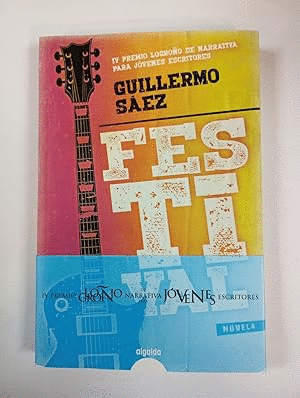 IV PREMIO LOGROÑO DE NARRATIVA
PARA JÓVENES ESCRITORES
GUILLERMO
SÁEZ
FES
TI
VAL
IV PREMIO LOGROÑO NARRATIVA JÓVENES ESCRITORES
NOVELA
algaida